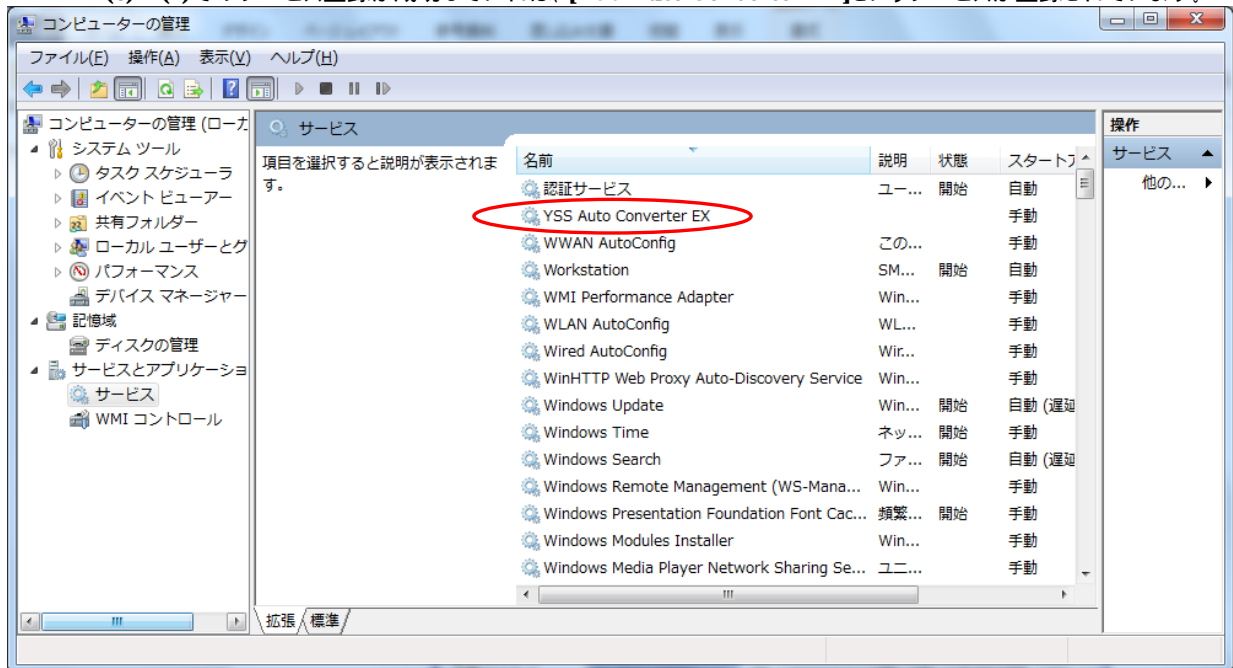 コンピューターの管理
ファイル(F) 操作(A) 表示(V) ヘルプ(H)
コンピューターの管理 (ローカ
システム ツール
タスク スケジューラ
イベント ビューアー
共有フォルダー
ローカル ユーザーとグ
パフォーマンス
デバイス マネージャー
記憶域
ディスクの管理
サービスとアプリケーショ
サービス
WMI コントロール
サービス
項目を選択すると説明が表示されま
す。
名前 説明 状態 スタートア
認証サービス ユー... 開始 自動
YSS Auto Converter EX 手動
WWAN AutoConfig この... 手動
Workstation SM... 開始 自動
WMI Performance Adapter Win... 手動
WLAN AutoConfig WL... 手動
Wired AutoConfig Wir... 手動
WinHTTP Web Proxy Auto-Discovery Service Win... 手動
Windows Update Win... 開始 自動 (遅延
Windows Time ネッ... 開始 手動
Windows Search ファ... 開始 自動 (遅延
Windows Remote Management (WS-Mana... Win... 手動
Windows Presentation Foundation Font Cac... 頻繁... 開始 手動
Windows Modules Installer Win... 手動
Windows Media Player Network Sharing Se... ユニ... 手動
拡張 標準
操作
サービス
他の...